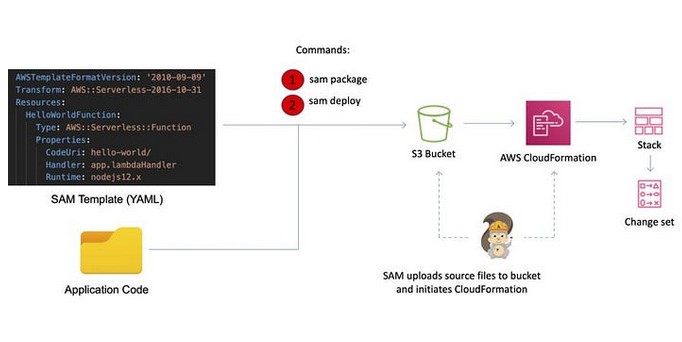 Commands:
1 sam package
2 sam deploy
AWSTemplateFormatVersion: '2010-09-09'
Transform: AWS::Serverless-2016-10-31
Resources:
HelloWorldFunction:
Type: AWS::Serverless::Function
Properties:
CodeUri: hello-world/
Handler: app.lambdaHandler
Runtime: nodejs12.x
SAM Template (YAML)
Application Code
S3 Bucket
AWS CloudFormation
Stack
Change set
SAM uploads source files to bucket
and initiates CloudFormation